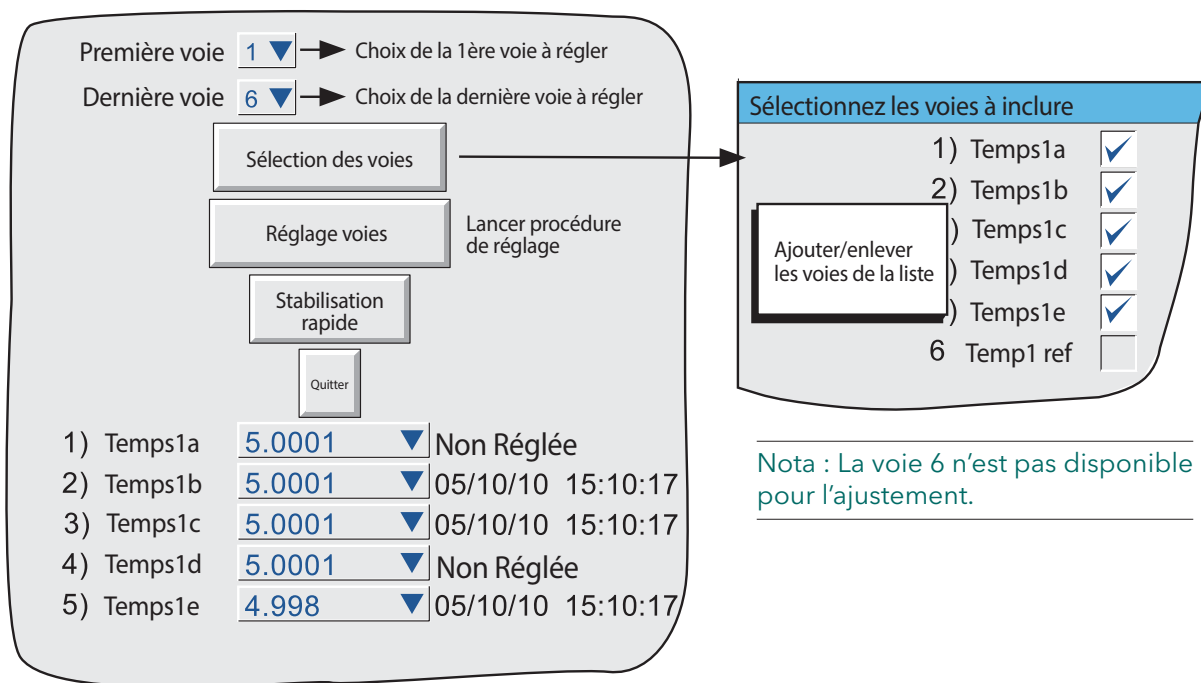 Première voie 1 Choix de la 1ère voie à régler
Dernière voie 6 Choix de la dernière voie à régler
Sélection des voies
Réglage voies
Lancer procédure
de réglage
Stabilisation
rapide
Quitter
1) Temps1a 5.0001 Non Réglée
2) Temps1b 5.0001 05/10/10 15:10:17
3) Temps1c 5.0001 05/10/10 15:10:17
4) Temps1d 5.0001 Non Réglée
5) Temps1e 4.998 05/10/10 15:10:17
Sélectionnez les voies à inclure
1) Temps1a
2) Temps1b
) Temps1c
) Temps1d
) Temps1e
6 Temp1 ref
Ajouter/enlever
les voies de la liste
Nota : La voie 6 n’est pas disponible
pour l’ajustement.